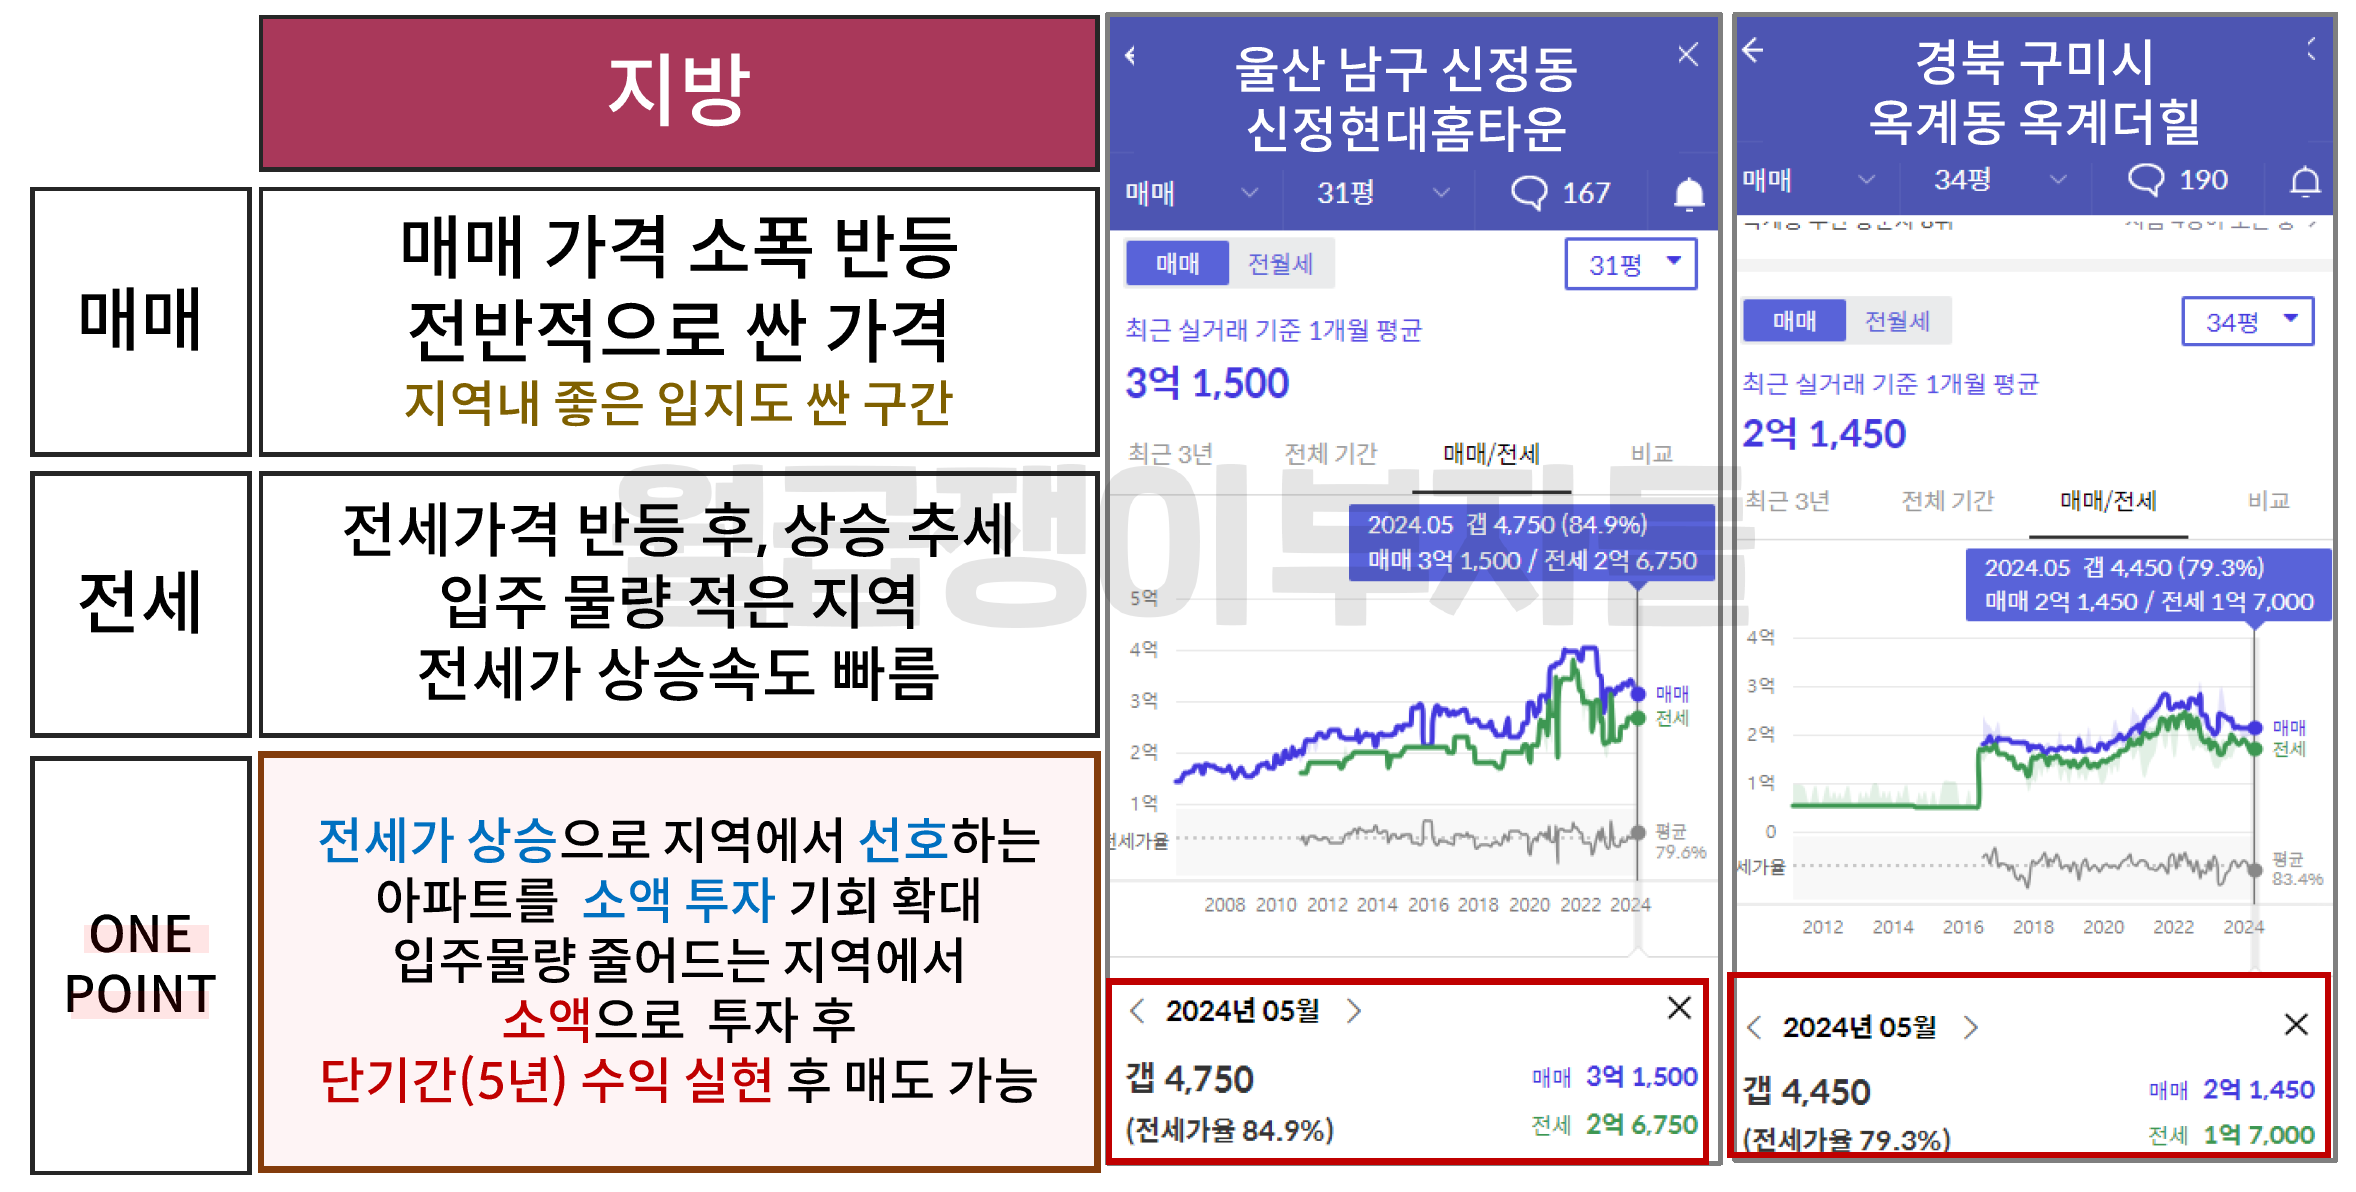 지방
매매
매매 가격 소폭 반등
전반적으로 싼 가격
지역내 좋은 입지도 싼 구간
전세
전세가격 반등 후, 상승 추세
입주 물량 적은 지역
전세가 상승속도 빠름
ONE
POINT
전세가 상승으로 지역에서 선호하는
아파트를 소액 투자 기회 확대
입주물량 줄어드는 지역에서
소액으로 투자 후
단기간(5년) 수익 실현 후 매도 가능
월급쟁이부자들
울산 남구 신정동
신정현대홈타운
매매 31평 167
매매 전월세 31평
최근 실거래 기준 1개월 평균
3억 1,500
최근 3년 전체 기간 매매/전세 비교
2024.05 갭 4,750 (84.9%)
매매 3억 1,500 / 전세 2억 6,750
5억
4억
3억
2억
1억
매매
전세
전세가율
평균
79.6%
2008 2010 2012 2014 2016 2018 2020 2022 2024
2024년 05월
갭 4,750
(전세가율 84.9%)
매매 3억 1,500
전세 2억 6,750
경북 구미시
옥계동 옥계더힐
매매 34평 190
매매 전월세 34평
최근 실거래 기준 1개월 평균
2억 1,450
최근 3년 전체 기간 매매/전세 비교
2024.05 갭 4,450 (79.3%)
매매 2억 1,450 / 전세 1억 7,000
4억
3억
2억
1억
0
매매
전세
세가율
평균
83.4%
2012 2014 2016 2018 2020 2022 2024
2024년 05월
갭 4,450
(전세가율 79.3%)
매매 2억 1,450
전세 1억 7,000